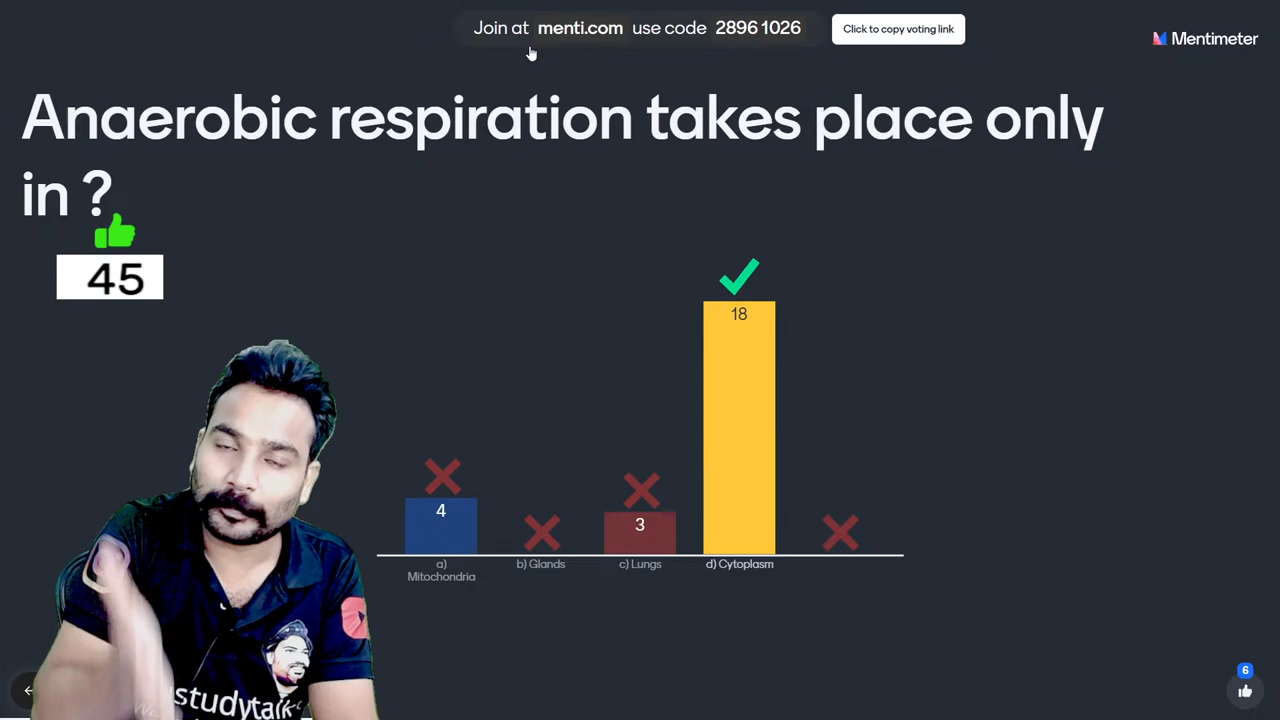 Join at menti.com use code 2896 1026
Click to copy voting link
Mentimeter
Anaerobic respiration takes place only
in ?
45
18
4
3
a)
Mitochondria
b) Glands
c) Lungs
d) Cytoplasm
studytalk
6